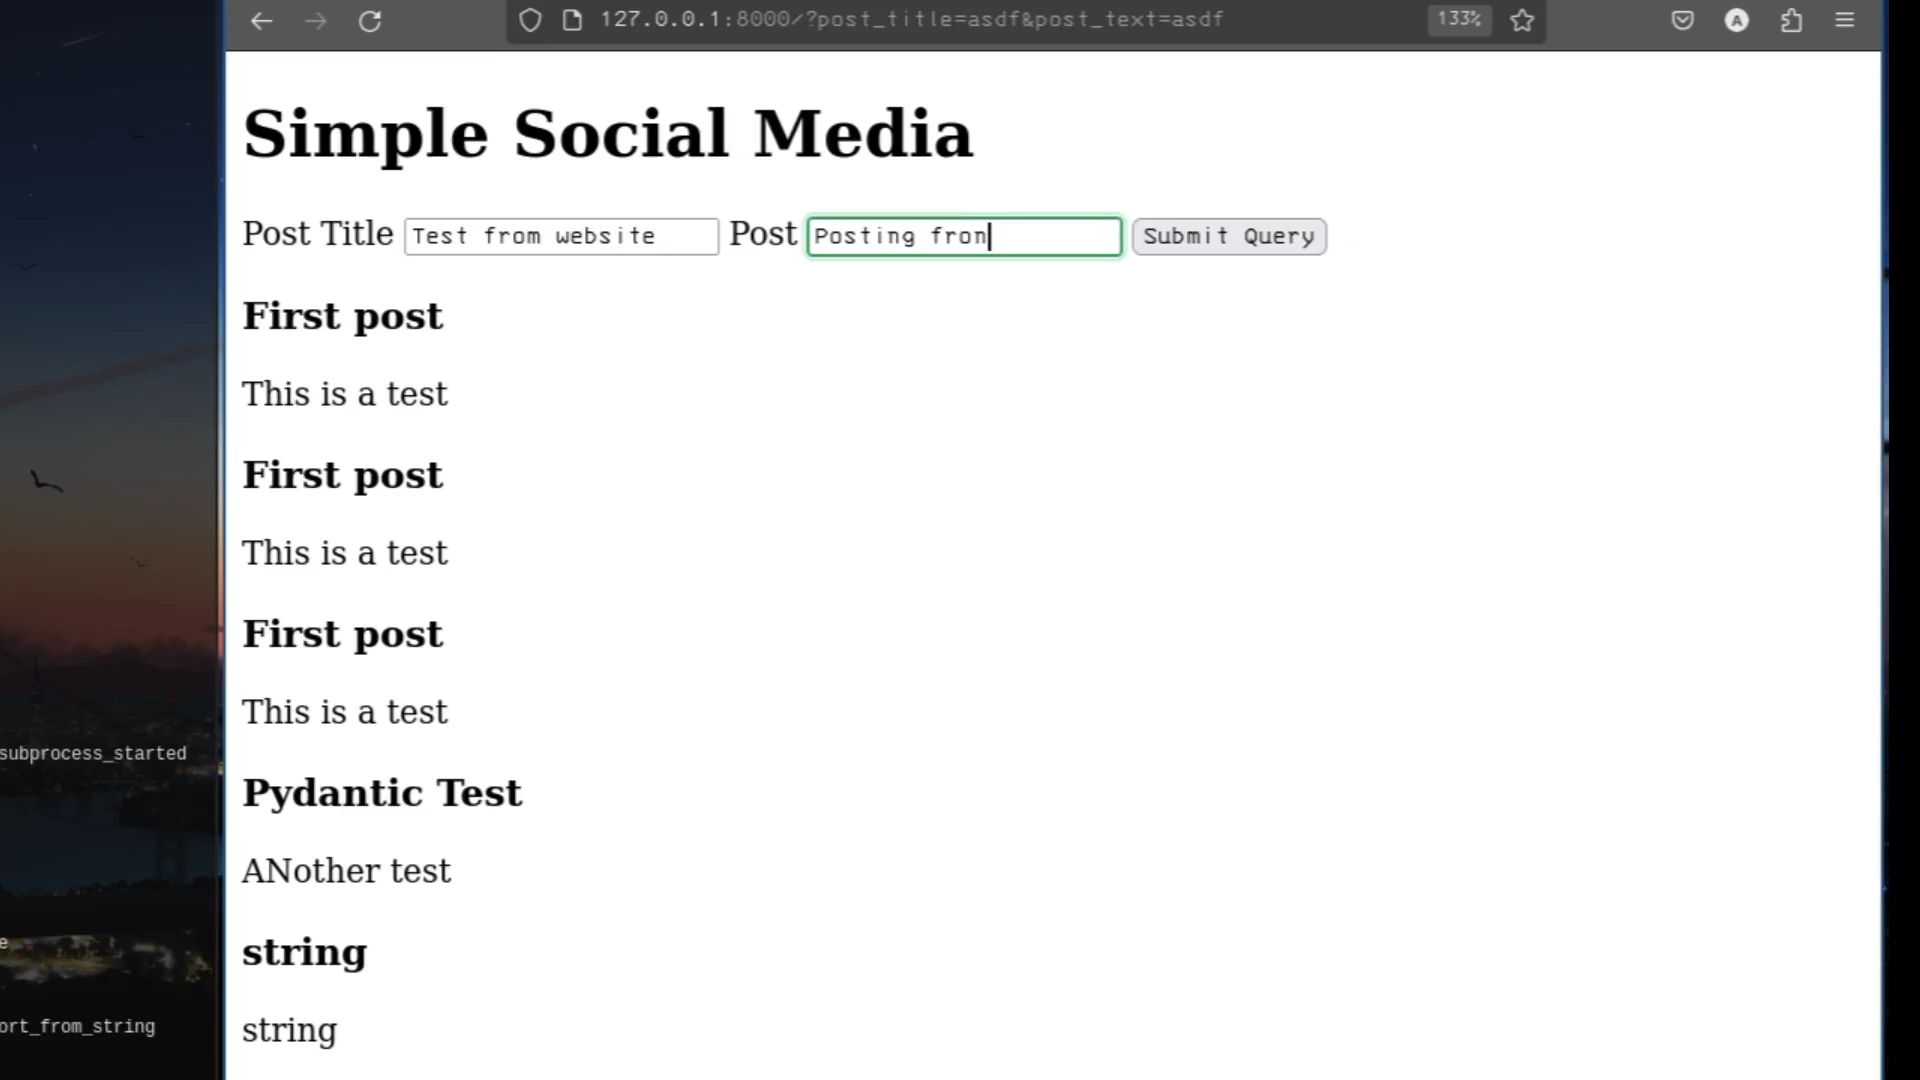 127.0.0.1:8000/?post_title=asdf&post_text=asdf
133%
A
Simple Social Media
Post Title Test from website Post Posting fron Submit Query
First post
This is a test
First post
This is a test
First post
This is a test
subprocess_started
Pydantic Test
ANother test
e
string
ort_from_string
string